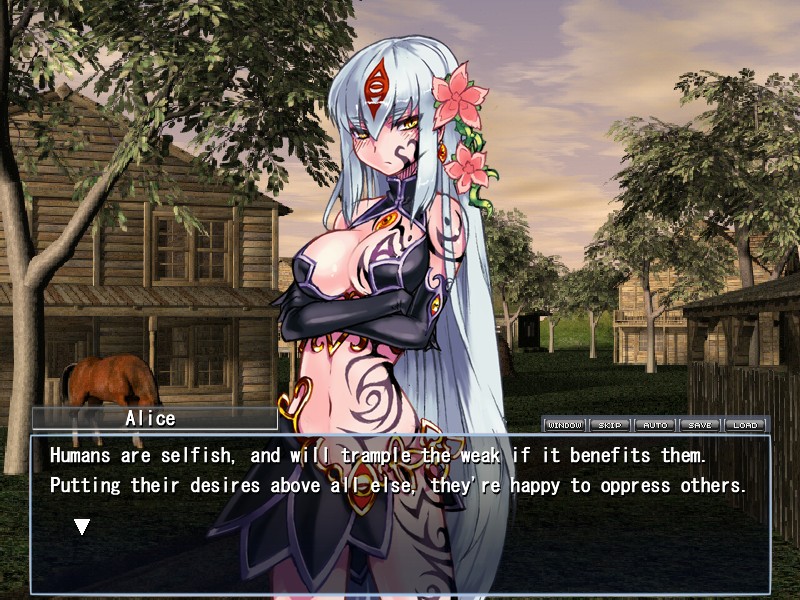 Alice
WINDOW SKIP AUTO SAVE LOAD
Humans are selfish, and will trample the weak if it benefits them.
Putting their desires above all else, they're happy to oppress others.